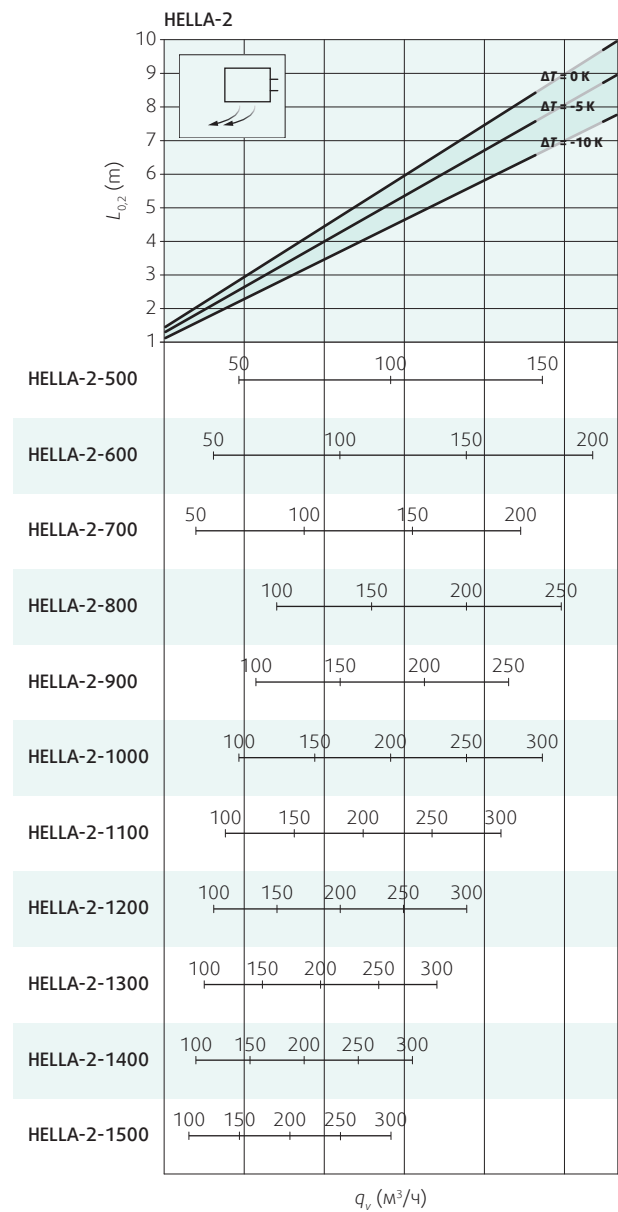 HELLA-2
10
9
8
7
6
5
4
3
2
1
L0,2 (m)
ΔT = 0 K
ΔT = -5 K
ΔT = -10 K
HELLA-2-500 50 100 150
HELLA-2-600 50 100 150 200
HELLA-2-700 50 100 150 200
HELLA-2-800 100 150 200 250
HELLA-2-900 100 150 200 250
HELLA-2-1000 100 150 200 250 300
HELLA-2-1100 100 150 200 250 300
HELLA-2-1200 100 150 200 250 300
HELLA-2-1300 100 150 200 250 300
HELLA-2-1400 100 150 200 250 300
HELLA-2-1500 100 150 200 250 300
qv (м³/ч)